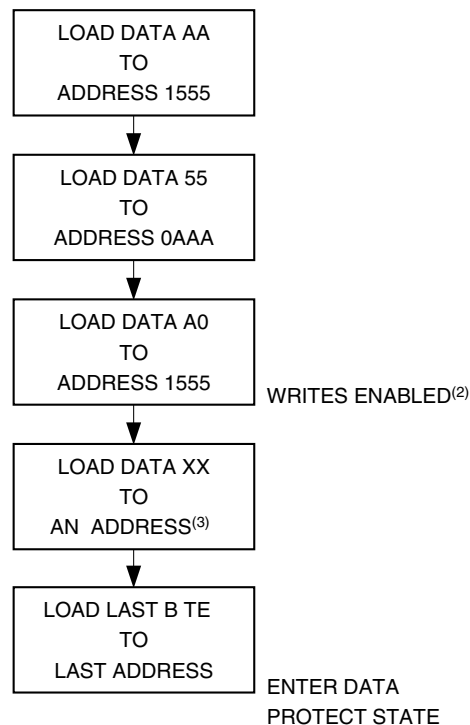 LOAD DATA AA
TO
ADDRESS 1555
LOAD DATA 55
TO
ADDRESS 0AAA
LOAD DATA A0
TO
ADDRESS 1555
WRITES ENABLED(2)
LOAD DATA XX
TO
AN ADDRESS(3)
LOAD LAST B TE
TO
LAST ADDRESS
ENTER DATA
PROTECT STATE